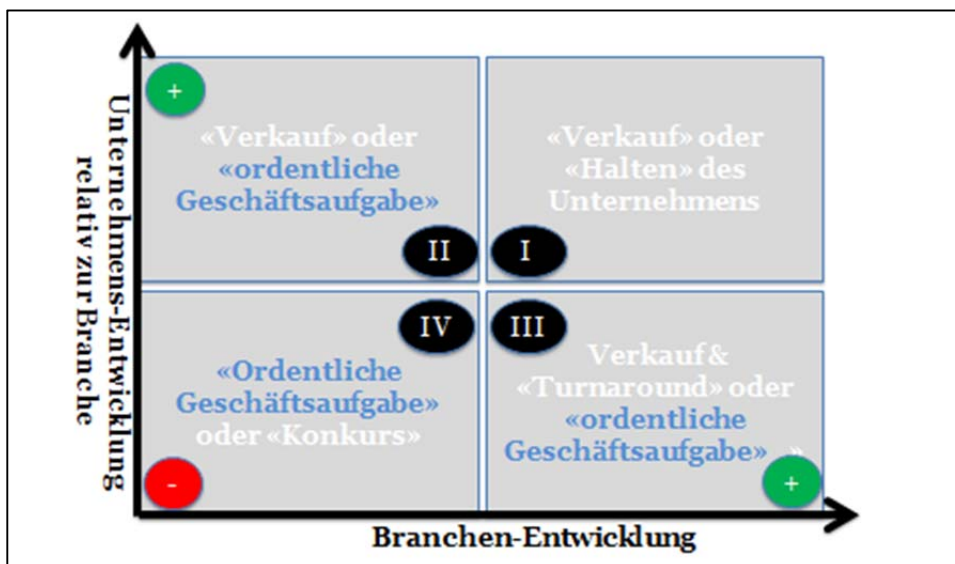 Unternehmens-Entwicklung
relativ zur Branche
+
«Verkauf» oder
«ordentliche
Geschäftsaufgabe»
II
«Verkauf» oder
«Halten» des
Unternehmens
I
IV
«Ordentliche
Geschäftsaufgabe»
oder «Konkurs»
-
III
Verkauf &
«Turnaround» oder
«ordentliche
Geschäftsaufgabe» »
+
Branchen-Entwicklung